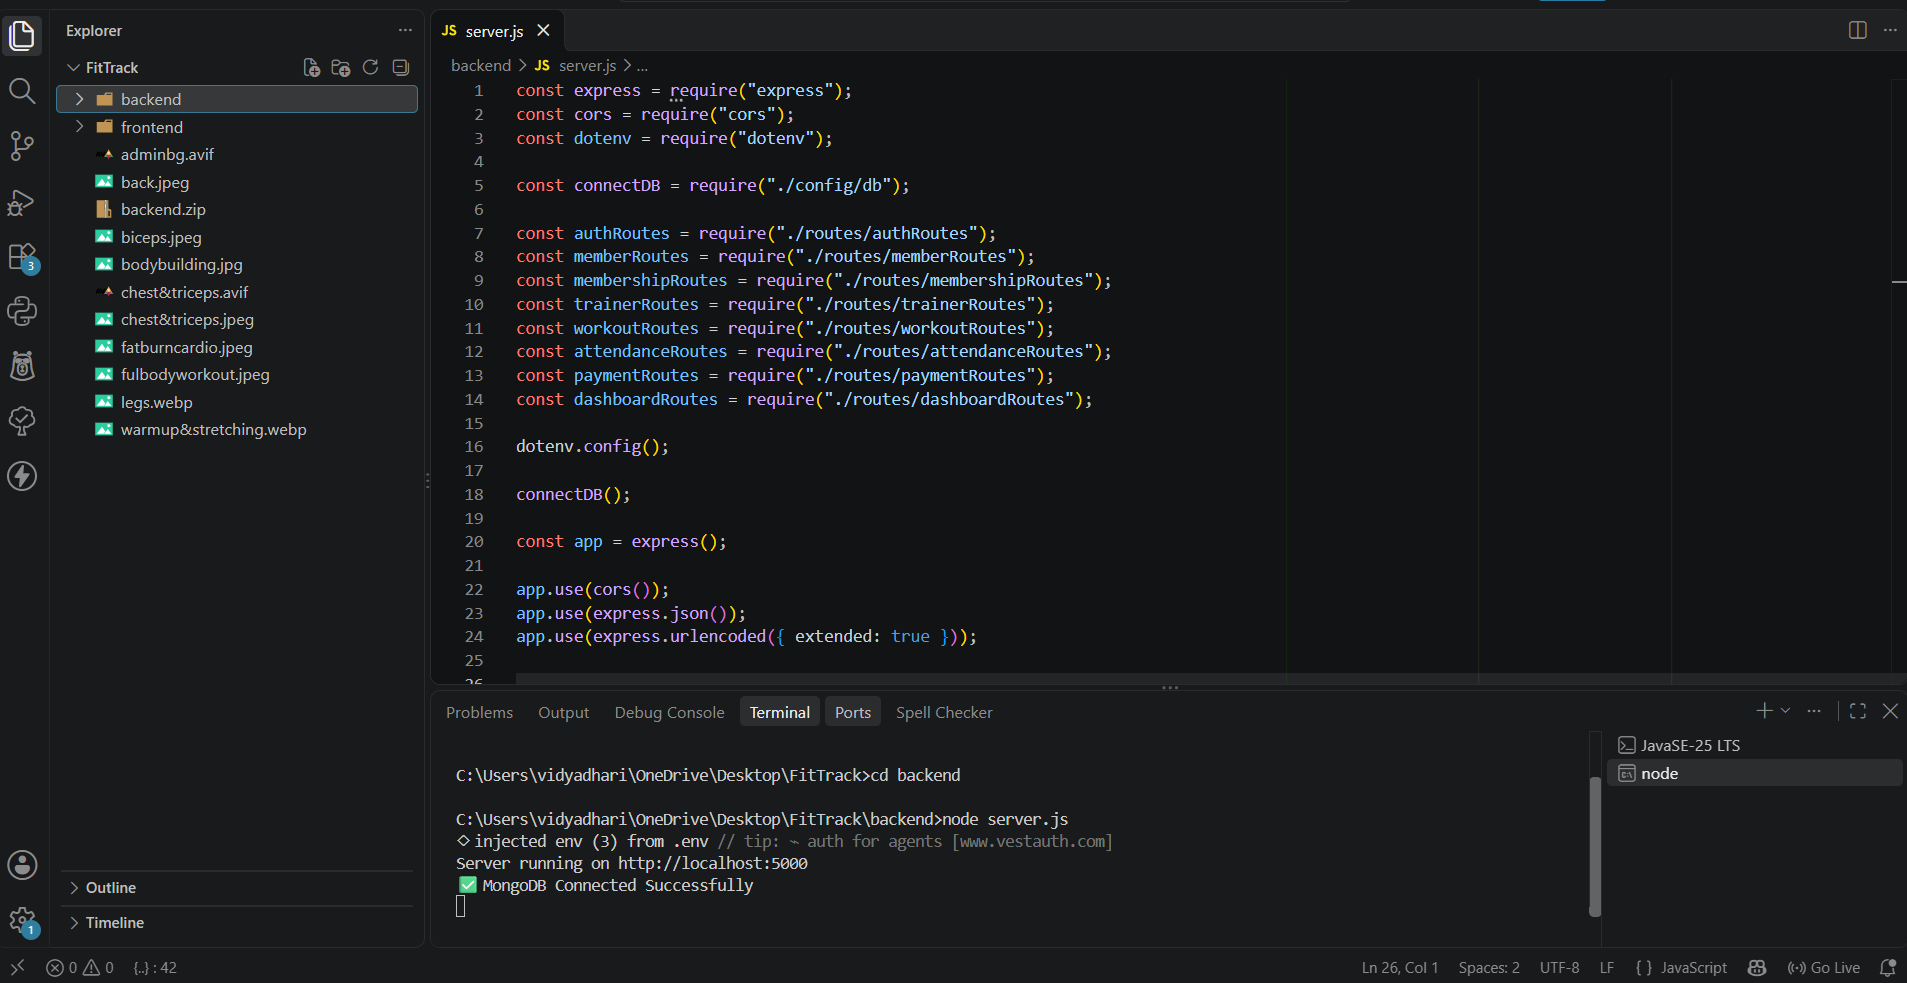 Explorer
FitTrack
backend
frontend
adminbg.avif
back.jpeg
backend.zip
biceps.jpeg
bodybuilding.jpg
chest&triceps.avif
chest&triceps.jpeg
fatburncardio.jpeg
fulbodyworkout.jpeg
legs.webp
warmup&stretching.webp
Outline
Timeline
3
1
JS server.js
backend > JS server.js > ...
1 const express = require("express");
2 const cors = require("cors");
3 const dotenv = require("dotenv");
4
5 const connectDB = require("./config/db");
6
7 const authRoutes = require("./routes/authRoutes");
8 const memberRoutes = require("./routes/memberRoutes");
9 const membershipRoutes = require("./routes/membershipRoutes");
10 const trainerRoutes = require("./routes/trainerRoutes");
11 const workoutRoutes = require("./routes/workoutRoutes");
12 const attendanceRoutes = require("./routes/attendanceRoutes");
13 const paymentRoutes = require("./routes/paymentRoutes");
14 const dashboardRoutes = require("./routes/dashboardRoutes");
15
16 dotenv.config();
17
18 connectDB();
19
20 const app = express();
21
22 app.use(cors());
23 app.use(express.json());
24 app.use(express.urlencoded({ extended: true }));
25
26
Problems Output Debug Console Terminal Ports Spell Checker
C:\Users\vidyadhari\OneDrive\Desktop\FitTrack>cd backend
C:\Users\vidyadhari\OneDrive\Desktop\FitTrack\backend>node server.js
◇ injected env (3) from .env // tip: ⌁ auth for agents [www.vestauth.com]
Server running on http://localhost:5000
✅ MongoDB Connected Successfully
JavaSE-25 LTS
node
0 0 {..} : 42
Ln 26, Col 1 Spaces: 2 UTF-8 LF { } JavaScript Go Live